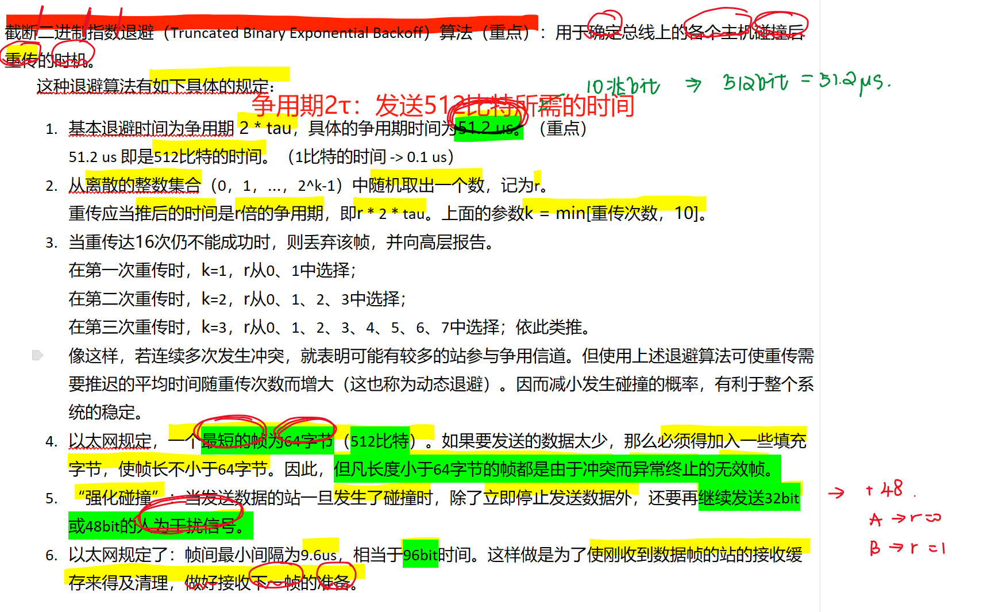 截断二进制指数退避（Truncated Binary Exponential Backoff）算法（重点）：用于确定总线上的各个主机碰撞后
重传的时机。
这种退避算法有如下具体的规定：
10兆bit → 512bit = 51.2μs.
争用期2τ：发送512比特所需的时间
1. 基本退避时间为争用期 2 * tau，具体的争用期时间为51.2 us。（重点）
51.2 us 即是512比特的时间。（1比特的时间 -> 0.1 us）
2. 从离散的整数集合（0，1，...，2^k-1）中随机取出一个数，记为r。
重传应当推后的时间是r倍的争用期，即r * 2 * tau。上面的参数k = min[重传次数，10]。
3. 当重传达16次仍不能成功时，则丢弃该帧，并向高层报告。
在第一次重传时，k=1，r从0、1中选择；
在第二次重传时，k=2，r从0、1、2、3中选择；
在第三次重传时，k=3，r从0、1、2、3、4、5、6、7中选择；依此类推。
像这样，若连续多次发生冲突，就表明可能有较多的站参与争用信道。但使用上述退避算法可使重传需
要推迟的平均时间随重传次数而增大（这也称为动态退避）。因而减小发生碰撞的概率，有利于整个系
统的稳定。
4. 以太网规定，一个最短的帧为64字节（512比特）。如果要发送的数据太少，那么必须得加入一些填充
字节，使帧长不小于64字节。因此，但凡长度小于64字节的帧都是由于冲突而异常终止的无效帧。
5. “强化碰撞”：当发送数据的站一旦发生了碰撞时，除了立即停止发送数据外，还要再继续发送32bit
或48bit的人为干扰信号。
→ + 48 .
A → r=0
B → r=1
6. 以太网规定了：帧间最小间隔为9.6us，相当于96bit时间。这样做是为了使刚收到数据帧的站的接收缓
存来得及清理，做好接收下一帧的准备。